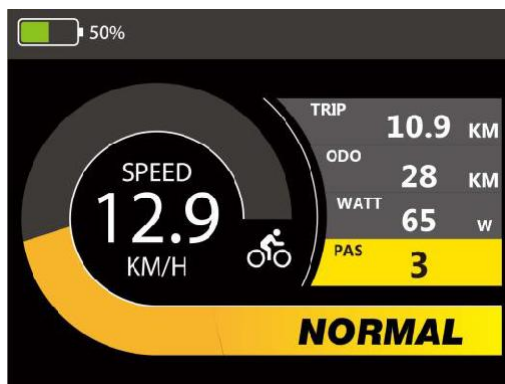 50%
SPEED
12.9
KM/H
TRIP 10.9 KM
ODO 28 KM
WATT 65 W
PAS 3
NORMAL